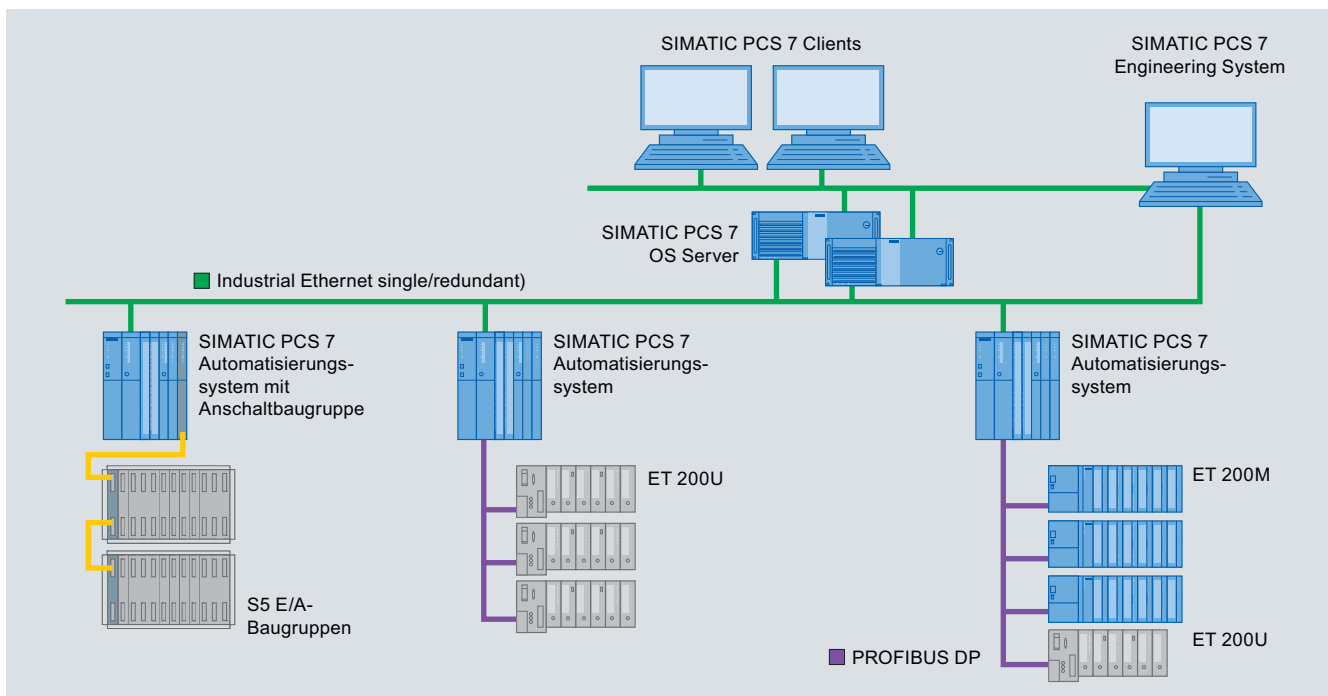 SIMATIC PCS 7 Clients
SIMATIC PCS 7
Engineering System
SIMATIC PCS 7
OS Server
Industrial Ethernet single/redundant)
SIMATIC PCS 7
Automatisierungs-
system mit
Anschaltbaugruppe
SIMATIC PCS 7
Automatisierungs-
system
SIMATIC PCS 7
Automatisierungs-
system
ET 200U
ET 200M
S5 E/A-
Baugruppen
ET 200U
PROFIBUS DP